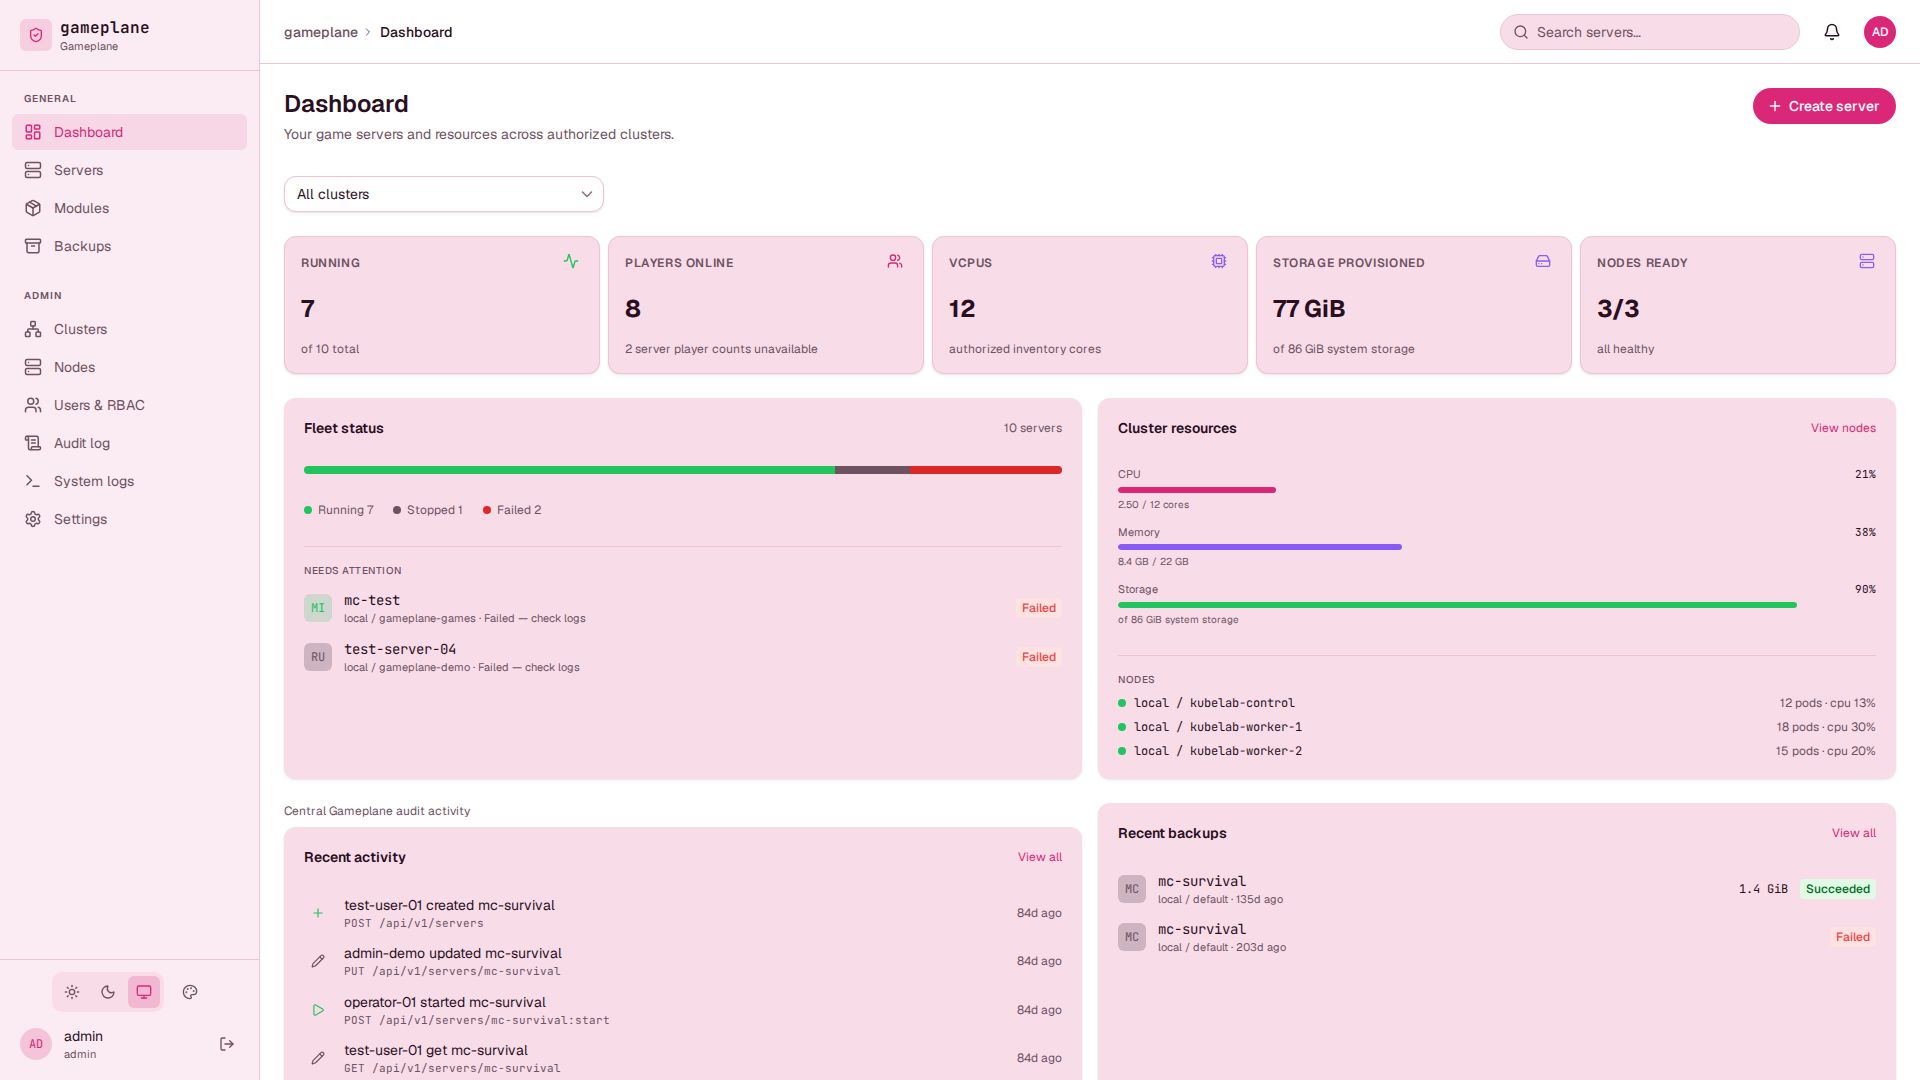 gameplane
Gameplane
GENERAL
Dashboard
Servers
Modules
Backups
ADMIN
Clusters
Nodes
Users & RBAC
Audit log
System logs
Settings
AD
admin
admin
gameplane > Dashboard
Search servers...
AD
Dashboard
Your game servers and resources across authorized clusters.
Create server
All clusters
RUNNING
7
of 10 total
PLAYERS ONLINE
8
2 server player counts unavailable
VCPUS
12
authorized inventory cores
STORAGE PROVISIONED
77 GiB
of 86 GiB system storage
NODES READY
3/3
all healthy
Fleet status
10 servers
Running 7
Stopped 1
Failed 2
NEEDS ATTENTION
MI
mc-test
local / gameplane-games · Failed — check logs
Failed
RU
test-server-04
local / gameplane-demo · Failed — check logs
Failed
Cluster resources
View nodes
CPU
21%
2.50 / 12 cores
Memory
38%
8.4 GB / 22 GB
Storage
90%
of 86 GiB system storage
NODES
local / kubelab-control
12 pods · cpu 13%
local / kubelab-worker-1
18 pods · cpu 30%
local / kubelab-worker-2
15 pods · cpu 20%
Central Gameplane audit activity
Recent activity
View all
test-user-01 created mc-survival
POST /api/v1/servers
84d ago
admin-demo updated mc-survival
PUT /api/v1/servers/mc-survival
84d ago
operator-01 started mc-survival
POST /api/v1/servers/mc-survival:start
84d ago
test-user-01 get mc-survival
GET /api/v1/servers/mc-survival
84d ago
Recent backups
View all
MC
mc-survival
local / default · 135d ago
1.4 GiB
Succeeded
MC
mc-survival
local / default · 203d ago
Failed